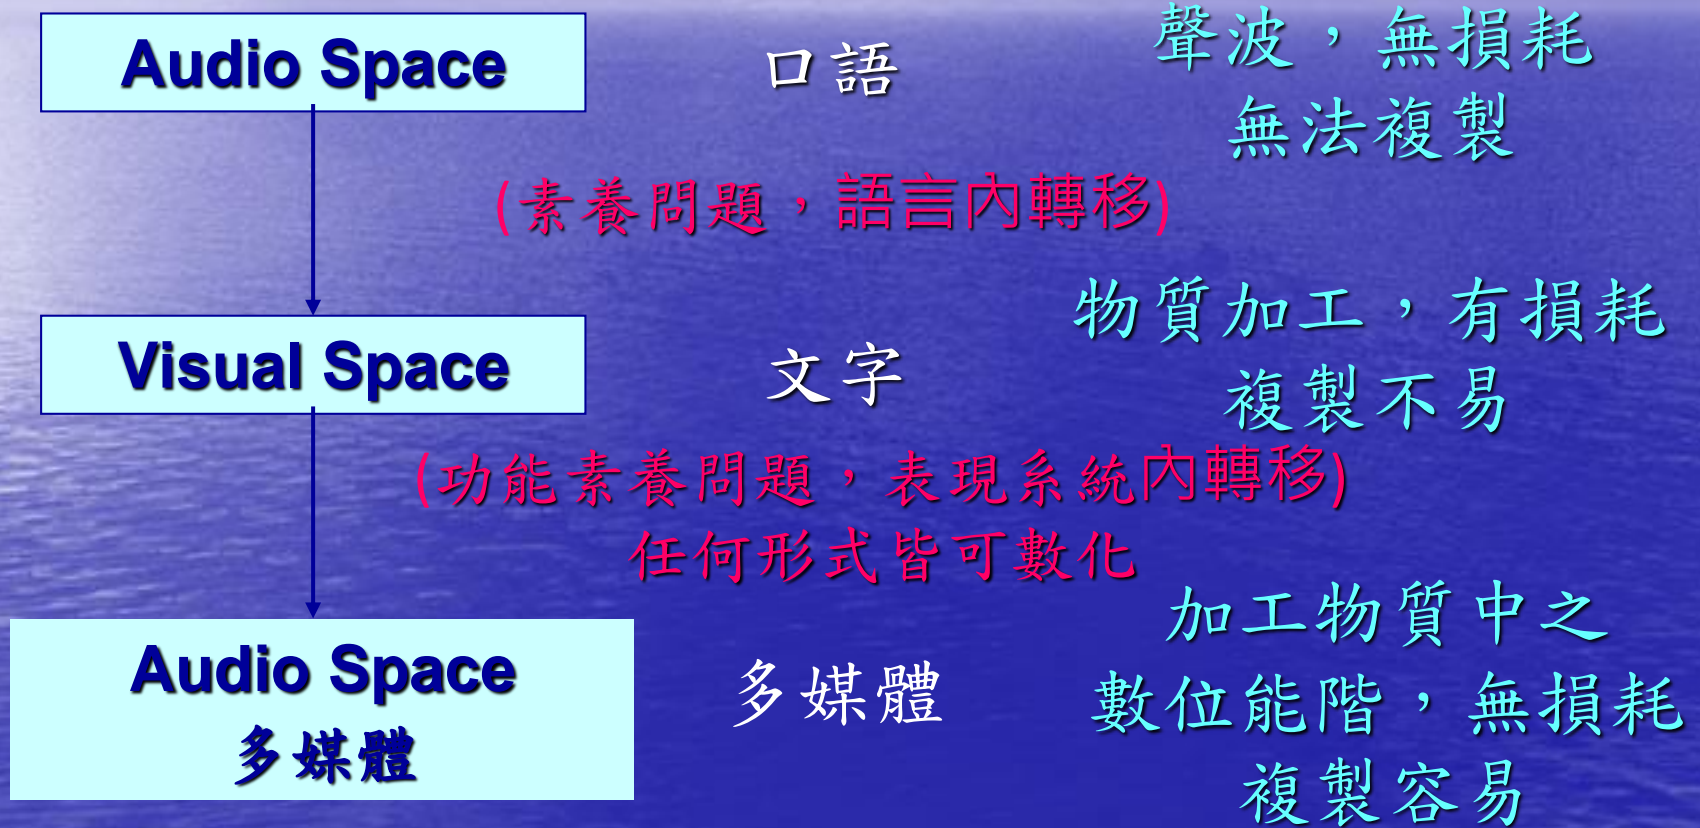 Audio Space
口語
聲波，無損耗
無法複製
(素養問題，語言內轉移)
Visual Space
文字
物質加工，有損耗
複製不易
(功能素養問題，表現系統內轉移)
任何形式皆可數化
Audio Space
多媒體
多媒體
加工物質中之
數位能階，無損耗
複製容易